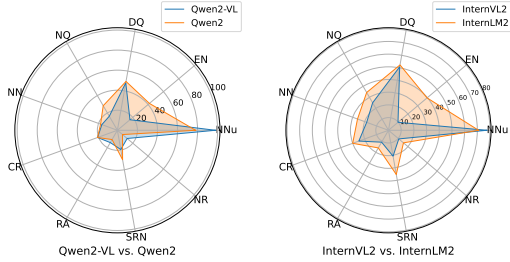 Qwen2-VL
Qwen2
DQ
EN
NNu
NR
SRN
RA
CR
NN
NQ
20
40
60
80
100
Qwen2-VL vs. Qwen2
InternVL2
InternLM2
DQ
EN
NNu
NR
SRN
RA
CR
NN
NQ
10
20
30
40
50
60
70
80
InternVL2 vs. InternLM2